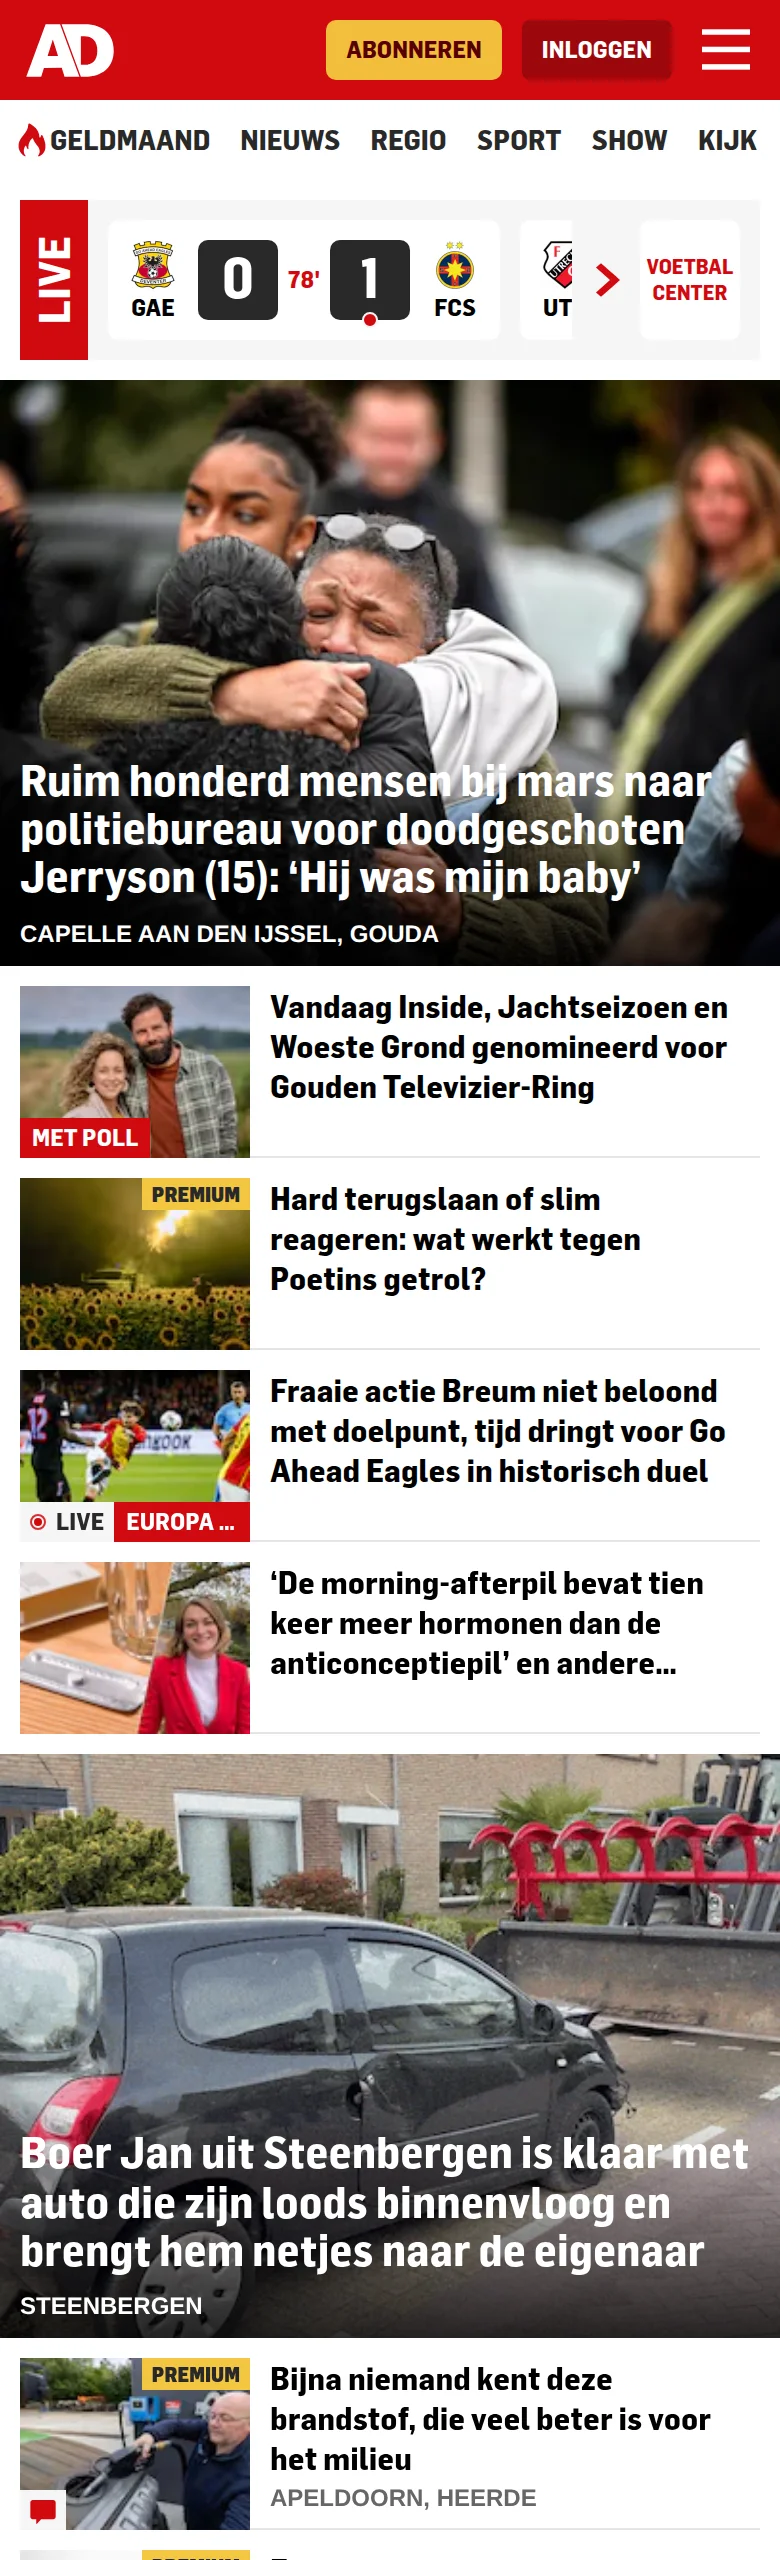 AD
ABONNEREN
INLOGGEN
GELDMAAND NIEUWS REGIO SPORT SHOW KIJK
LIVE
GAE
0
78'
1
FCS
UT
VOETBAL
CENTER
Ruim honderd mensen bij mars naar
politiebureau voor doodgeschoten
Jerryson (15): ‘Hij was mijn baby’
CAPELLE AAN DEN IJSSEL, GOUDA
MET POLL
Vandaag Inside, Jachtseizoen en
Woeste Grond genomineerd voor
Gouden Televizier-Ring
PREMIUM
Hard terugslaan of slim
reageren: wat werkt tegen
Poetins getrol?
12
LIVE
EUROPA ...
Fraaie actie Breum niet beloond
met doelpunt, tijd dringt voor Go
Ahead Eagles in historisch duel
‘De morning-afterpil bevat tien
keer meer hormonen dan de
anticonceptiepil’ en andere...
Boer Jan uit Steenbergen is klaar met
auto die zijn loods binnenvloog en
brengt hem netjes naar de eigenaar
STEENBERGEN
PREMIUM
Bijna niemand kent deze
brandstof, die veel beter is voor
het milieu
APELDOORN, HEERDE
PREMIUM